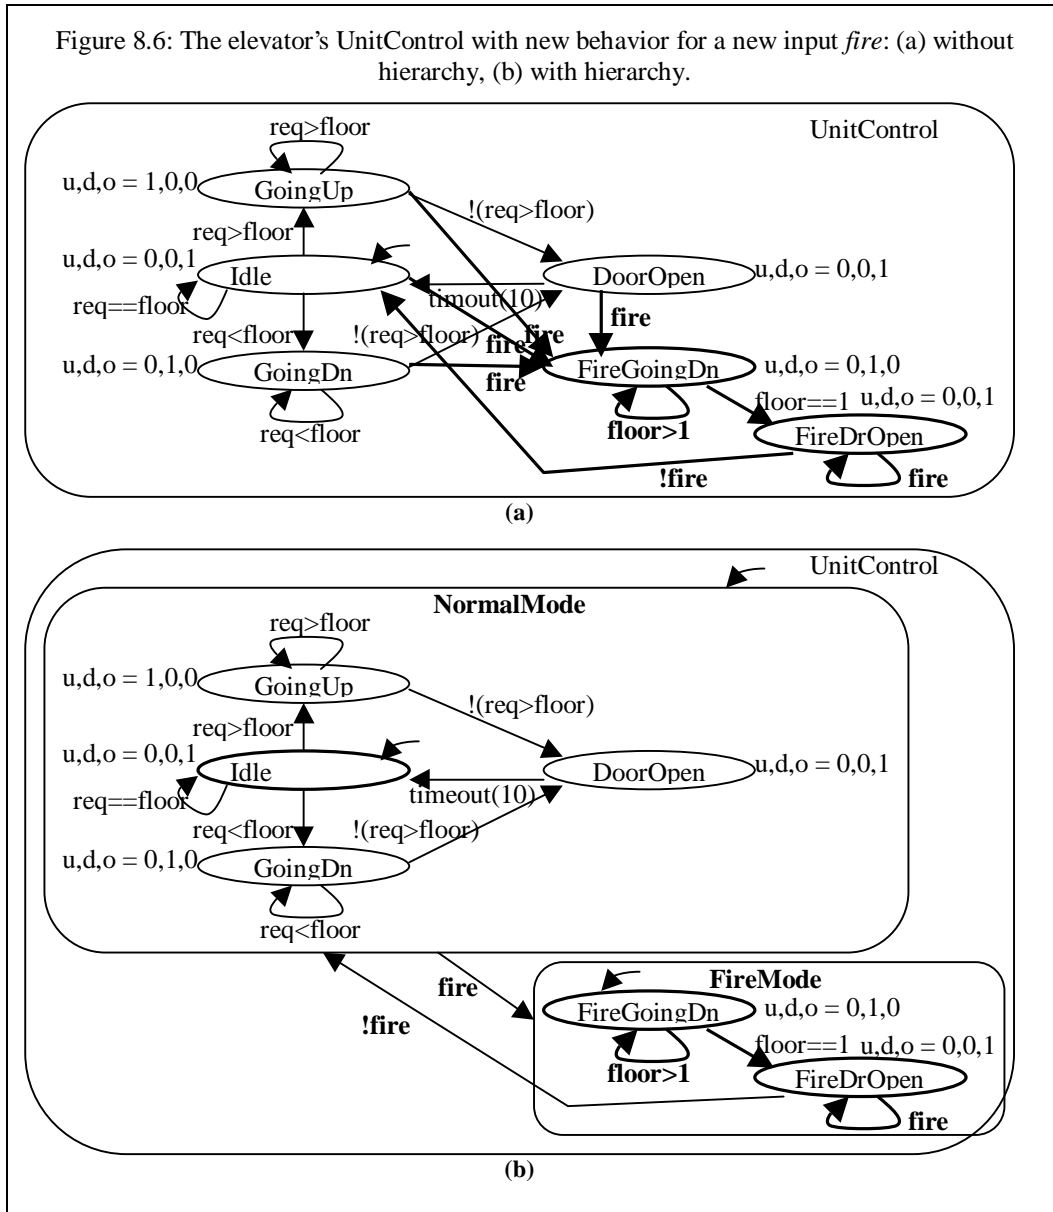 Figure 8.6: The elevator's UnitControl with new behavior for a new input fire: (a) without
hierarchy, (b) with hierarchy.
UnitControl
req>floor
u,d,o = 1,0,0
GoingUp
!(req>floor)
req>floor
u,d,o = 0,0,1
Idle
DoorOpen
u,d,o = 0,0,1
req==floor
timeout(10)
req<floor
!(req>floor)
fire
fire
fire
u,d,o = 0,1,0
GoingDn
fire
FireGoingDn
u,d,o = 0,1,0
req<floor
floor>1
floor==1
u,d,o = 0,0,1
FireDrOpen
!fire
fire
(a)
UnitControl
NormalMode
req>floor
u,d,o = 1,0,0
GoingUp
!(req>floor)
req>floor
u,d,o = 0,0,1
Idle
DoorOpen
u,d,o = 0,0,1
req==floor
timeout(10)
req<floor
!(req>floor)
u,d,o = 0,1,0
GoingDn
req<floor
fire
FireMode
!fire
FireGoingDn
u,d,o = 0,1,0
floor>1
floor==1
u,d,o = 0,0,1
FireDrOpen
fire
(b)